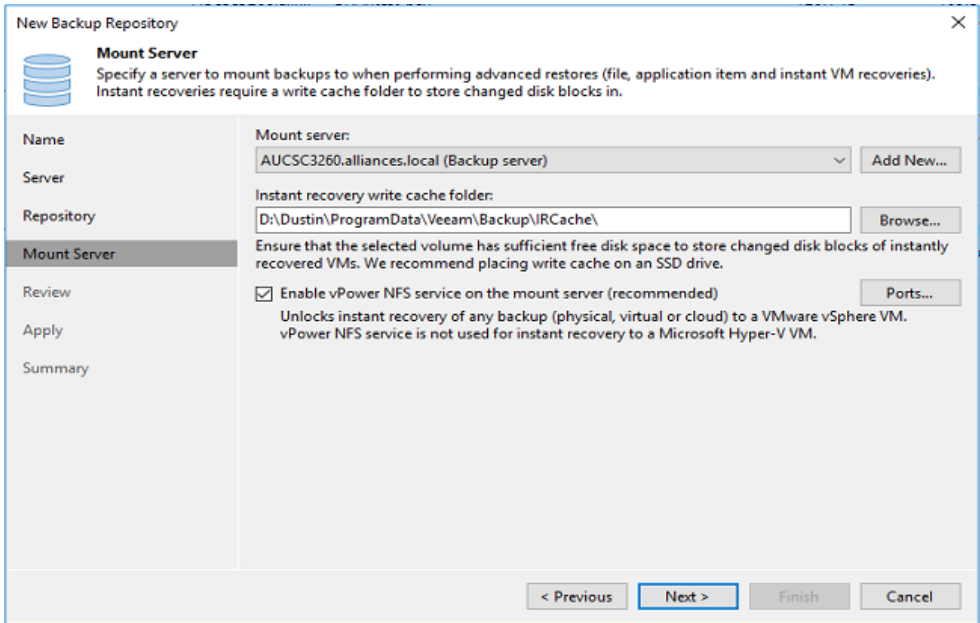 New Backup Repository
Mount Server
Specify a server to mount backups to when performing advanced restores (file, application item and instant VM recoveries).
Instant recoveries require a write cache folder to store changed disk blocks in.
Name
Server
Repository
Mount Server
Review
Apply
Summary
Mount server:
AUCSC3260.alliances.local (Backup server)
Add New...
Instant recovery write cache folder:
D:\Dustin\ProgramData\Veeam\Backup\IRCache\
Browse...
Ensure that the selected volume has sufficient free disk space to store changed disk blocks of instantly
recovered VMs. We recommend placing write cache on an SSD drive.
Enable vPower NFS service on the mount server (recommended)
Ports...
Unlocks instant recovery of any backup (physical, virtual or cloud) to a VMware vSphere VM.
vPower NFS service is not used for instant recovery to a Microsoft Hyper-V VM.
< Previous
Next >
Finish
Cancel